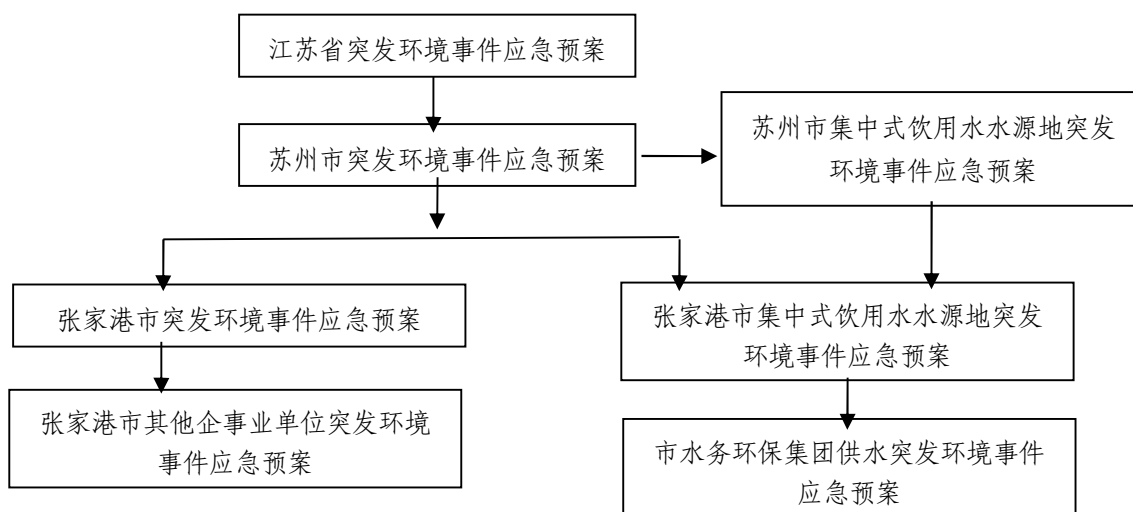 江苏省突发环境事件应急预案
苏州市突发环境事件应急预案
苏州市集中式饮用水水源地突发
环境事件应急预案
张家港市突发环境事件应急预案
张家港市集中式饮用水水源地突发
环境事件应急预案
张家港市其他企事业单位突发环境
事件应急预案
市水务环保集团供水突发环境事件
应急预案